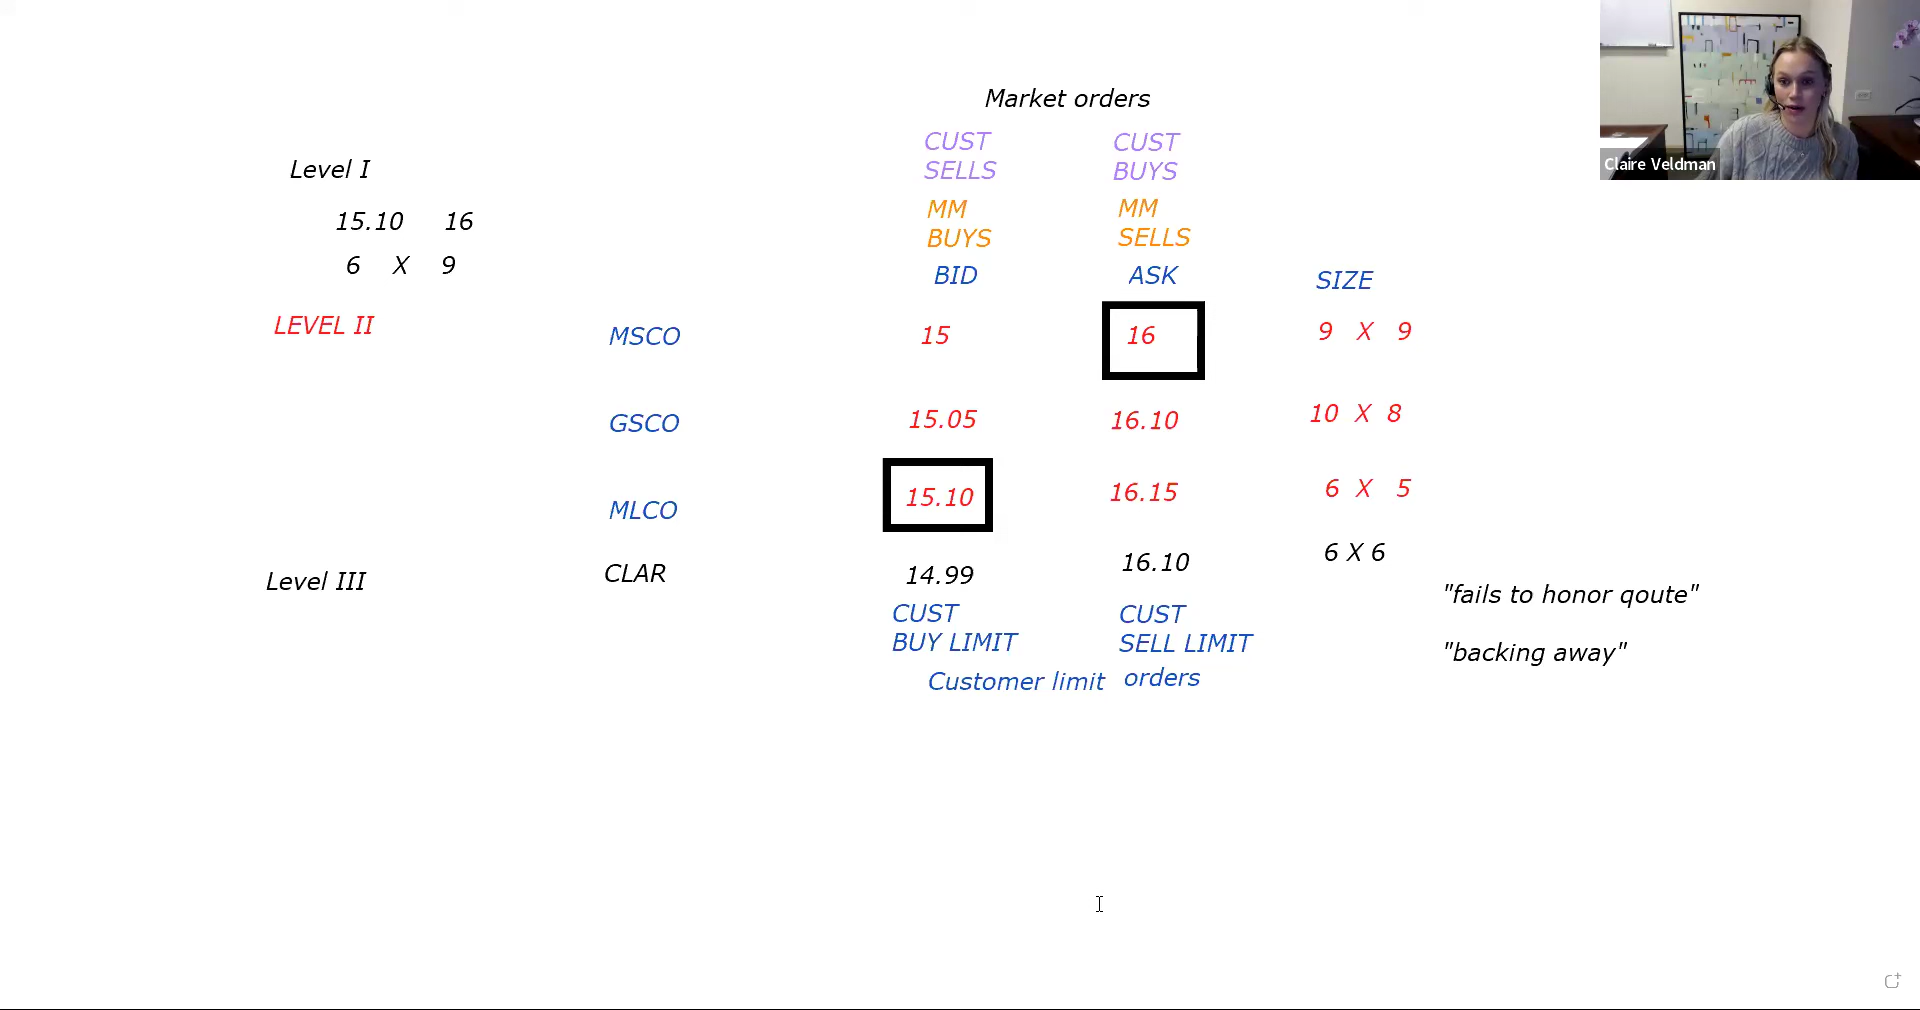 Market orders
CUST CUST
SELLS BUYS
Claire Veldman
Level I
MM MM
BUYS SELLS
15.10 16
6 X 9
BID ASK SIZE
LEVEL II
MSCO 15 16 9 X 9
GSCO 15.05 16.10 10 X 8
MLCO 15.10 16.15 6 X 5
Level III CLAR 14.99 16.10 6 X 6
"fails to honor qoute"
CUST CUST
BUY LIMIT SELL LIMIT
"backing away"
Customer limit orders